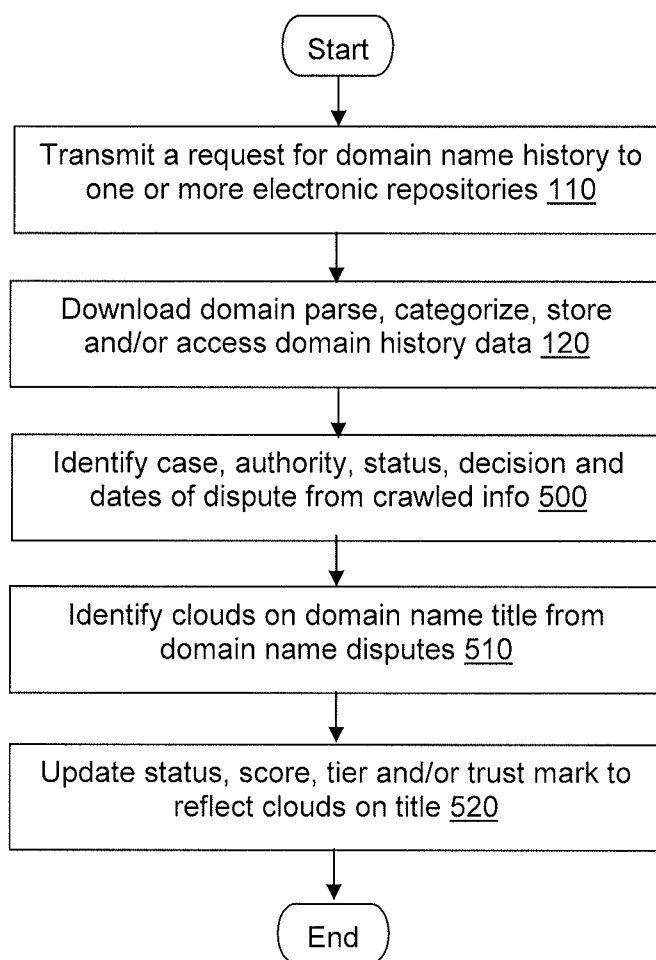 Start
Transmit a request for domain name history to
one or more electronic repositories 110
Download domain parse, categorize, store
and/or access domain history data 120
Identify case, authority, status, decision and
dates of dispute from crawled info 500
Identify clouds on domain name title from
domain name disputes 510
Update status, score, tier and/or trust mark to
reflect clouds on title 520
End